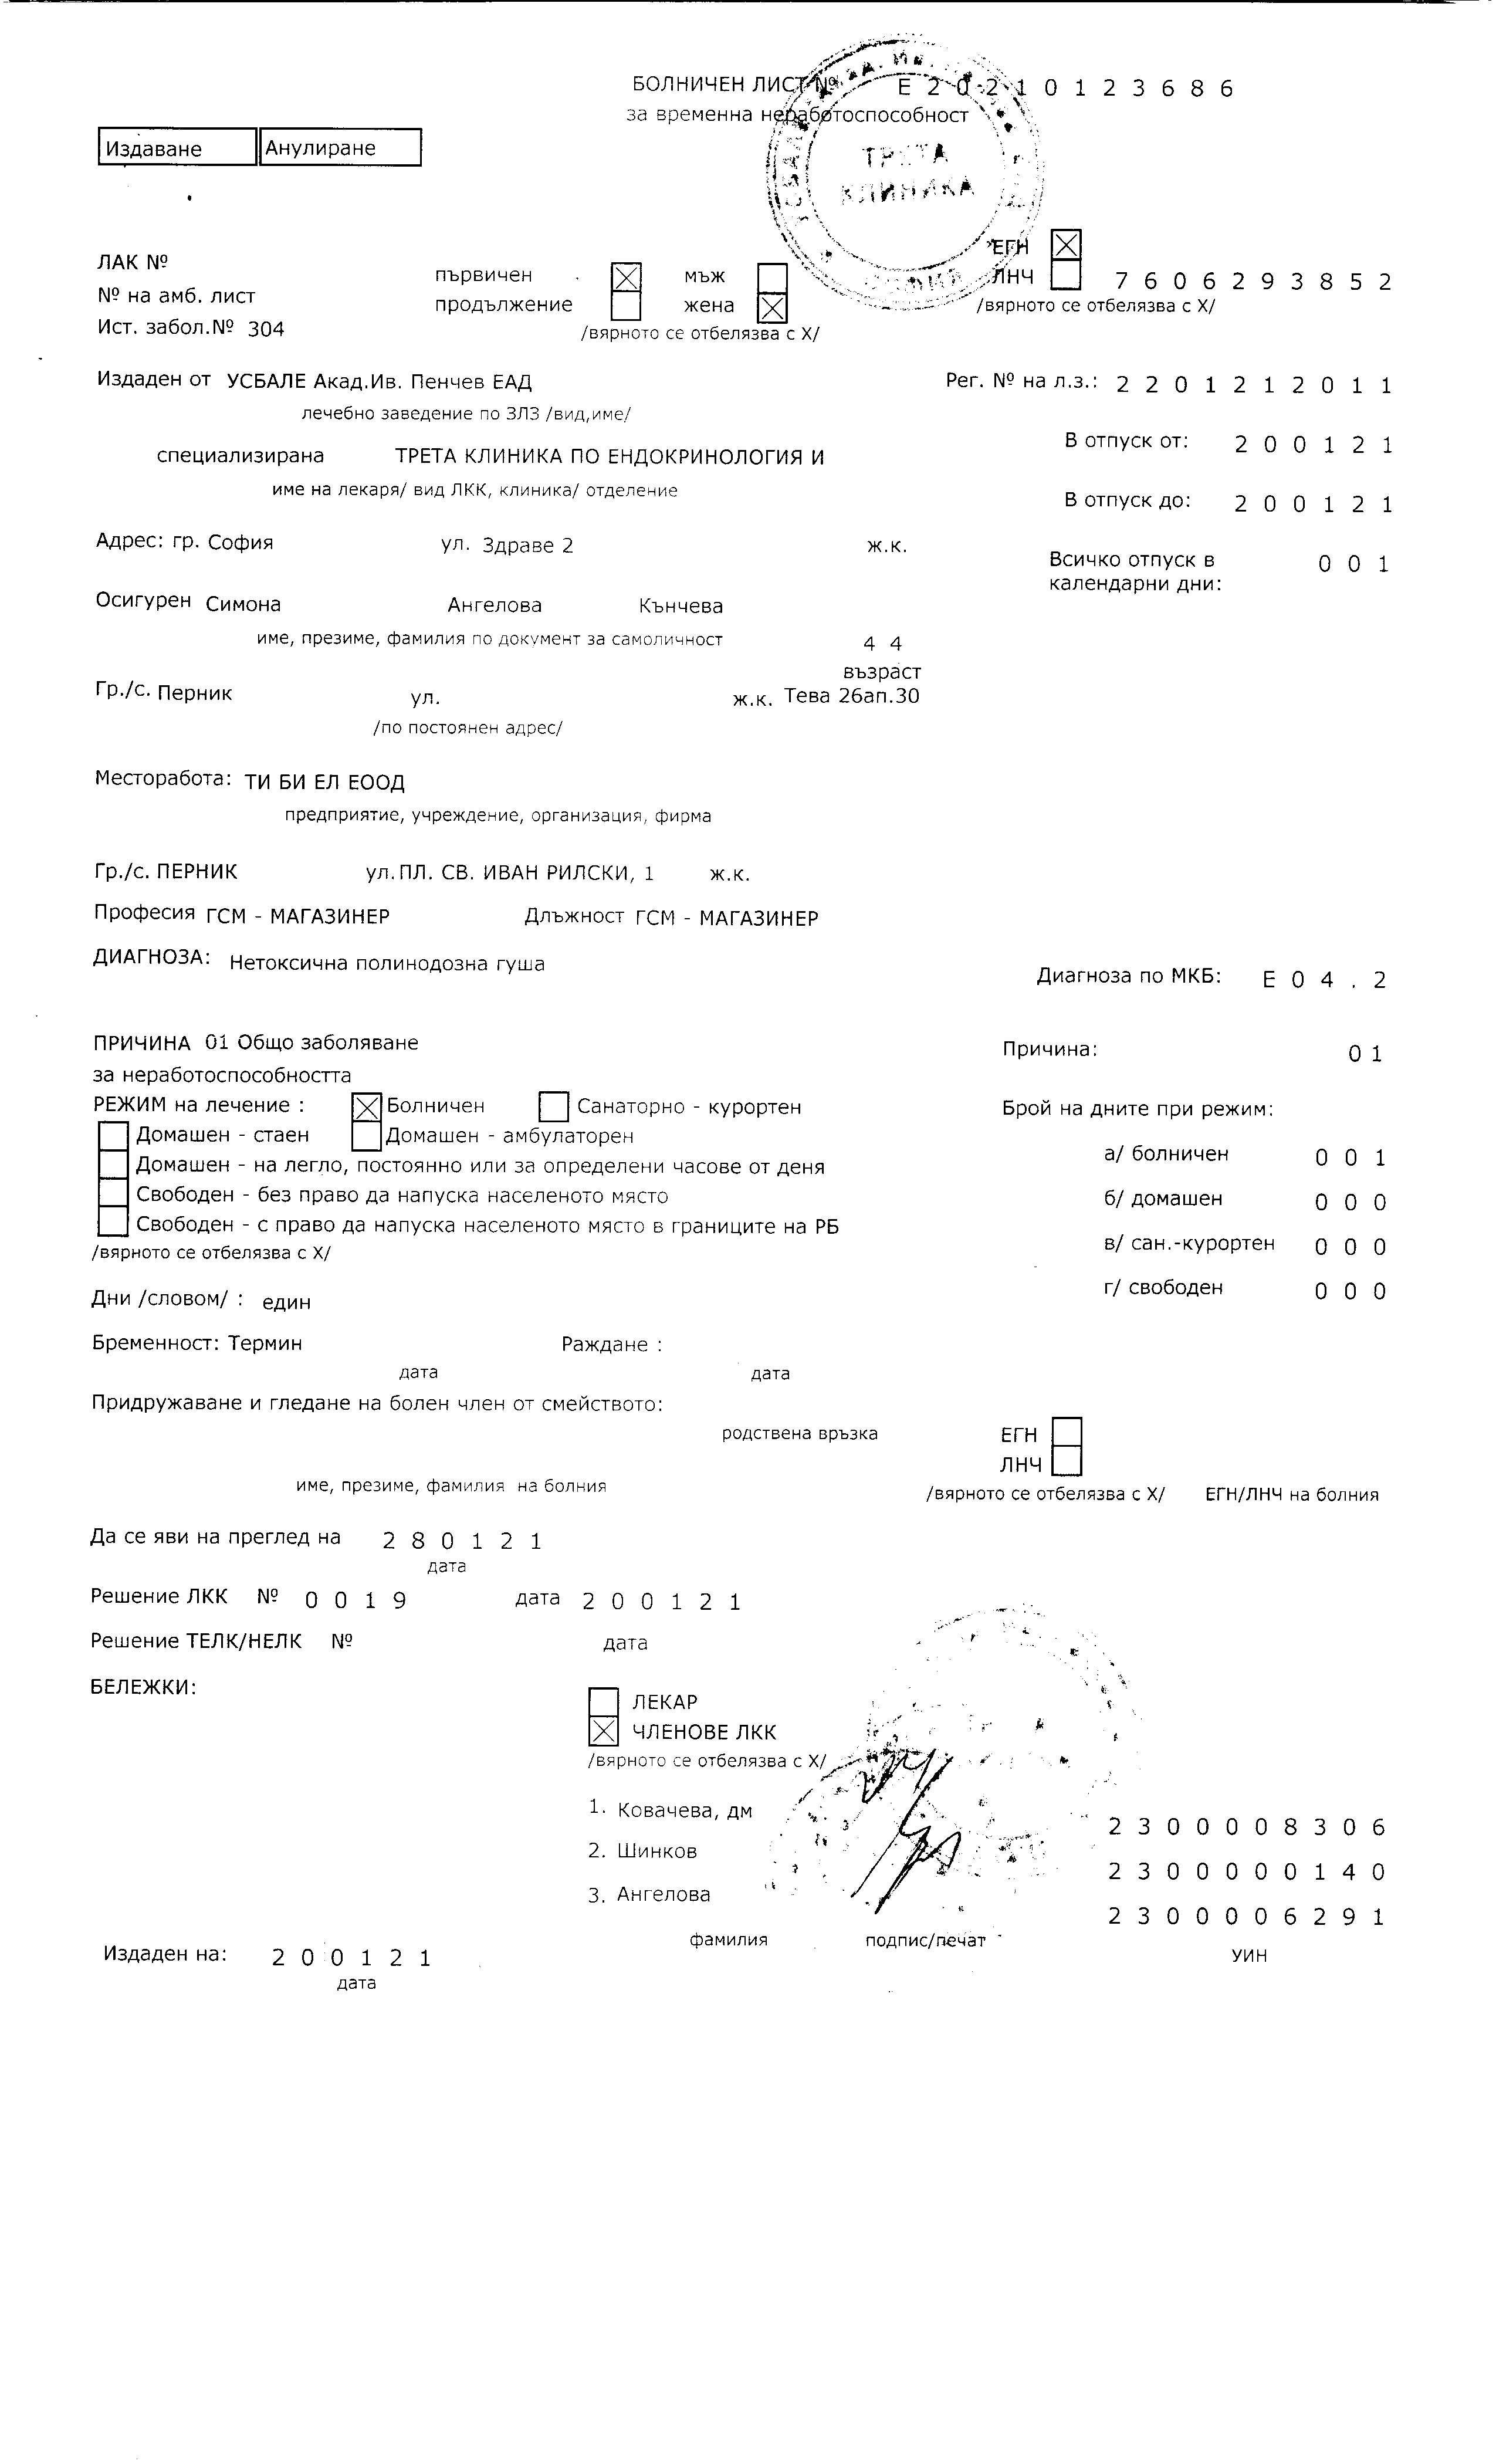 БОЛНИЧЕН ЛИСТ № Е 2 0 2 1 0 1 2 3 6 8 6
за временна неработоспособност
Издаване Анулиране
ТРЕТА
КЛИНИКА
СОФИЯ
ЕГН
ЛАК № първичен мъж ЛНЧ 7 6 0 6 2 9 3 8 5 2
№ на амб. лист продължение жена /вярното се отбелязва с Х/
Ист. забол.№ 304 /вярното се отбелязва с Х/
Издаден от УСБАЛЕ Акад.Ив. Пенчев ЕАД Рег. № на л.з.: 2 2 0 1 2 1 2 0 1 1
лечебно заведение по ЗЛЗ /вид,име/
специализирана ТРЕТА КЛИНИКА ПО ЕНДОКРИНОЛОГИЯ И В отпуск от: 2 0 0 1 2 1
име на лекаря/ вид ЛКК, клиника/ отделение В отпуск до: 2 0 0 1 2 1
Адрес: гр. София ул. Здраве 2 ж.к. Всичко отпуск в 0 0 1
календарни дни:
Осигурен Симона Ангелова Кънчева
име, презиме, фамилия по документ за самоличност 4 4
възраст
Гр./с. Перник ул. ж.к. Тева 26ап.30
/по постоянен адрес/
Месторабота: ТИ БИ ЕЛ ЕООД
предприятие, учреждение, организация, фирма
Гр./с. ПЕРНИК ул.ПЛ. СВ. ИВАН РИЛСКИ, 1 ж.к.
Професия ГСМ - МАГАЗИНЕР Длъжност ГСМ - МАГАЗИНЕР
ДИАГНОЗА: Нетоксична полинодозна гуша Диагноза по МКБ: Е 0 4 . 2
ПРИЧИНА 01 Общо заболяване Причина: 0 1
за неработоспособността
РЕЖИМ на лечение : Болничен Санаторно - курортен Брой на дните при режим:
Домашен - стаен Домашен - амбулаторен
Домашен - на легло, постоянно или за определени часове от деня а/ болничен 0 0 1
Свободен - без право да напуска населеното място б/ домашен 0 0 0
Свободен - с право да напуска населеното място в границите на РБ
/вярното се отбелязва с Х/ в/ сан.-курортен 0 0 0
Дни /словом/ : един г/ свободен 0 0 0
Бременност: Термин Раждане :
дата дата
Придружаване и гледане на болен член от смейството:
родствена връзка ЕГН
ЛНЧ
име, презиме, фамилия на болния /вярното се отбелязва с Х/ ЕГН/ЛНЧ на болния
Да се яви на преглед на 2 8 0 1 2 1
дата
Решение ЛКК № 0 0 1 9 дата 2 0 0 1 2 1
Решение ТЕЛК/НЕЛК № дата
БЕЛЕЖКИ:
ЛЕКАР
ЧЛЕНОВЕ ЛКК
/вярното се отбелязва с Х/
1. Ковачева, дм 2 3 0 0 0 0 8 3 0 6
2. Шинков 2 3 0 0 0 0 0 1 4 0
3. Ангелова 2 3 0 0 0 0 6 2 9 1
фамилия подпис/печат УИН
Издаден на: 2 0 0 1 2 1
дата